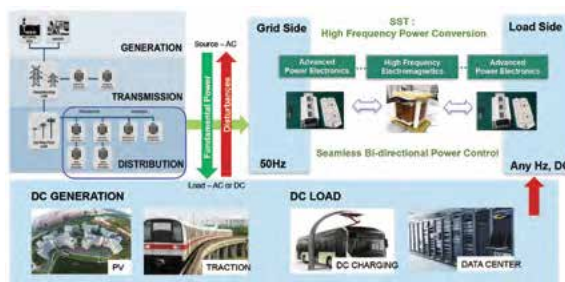 GENERATION
TRANSMISSION
DISTRIBUTION
Source – AC
Fundamental Power
Disturbances
Load – AC or DC
Grid Side
SST :
High Frequency Power Conversion
Load Side
Advanced
Power Electronics
High Frequency
Electromagnetics
Advanced
Power Electronics
Seamless Bi-directional Power Control
50Hz
Any Hz, DC
DC GENERATION
PV
TRACTION
DC LOAD
DC CHARGING
DATA CENTER